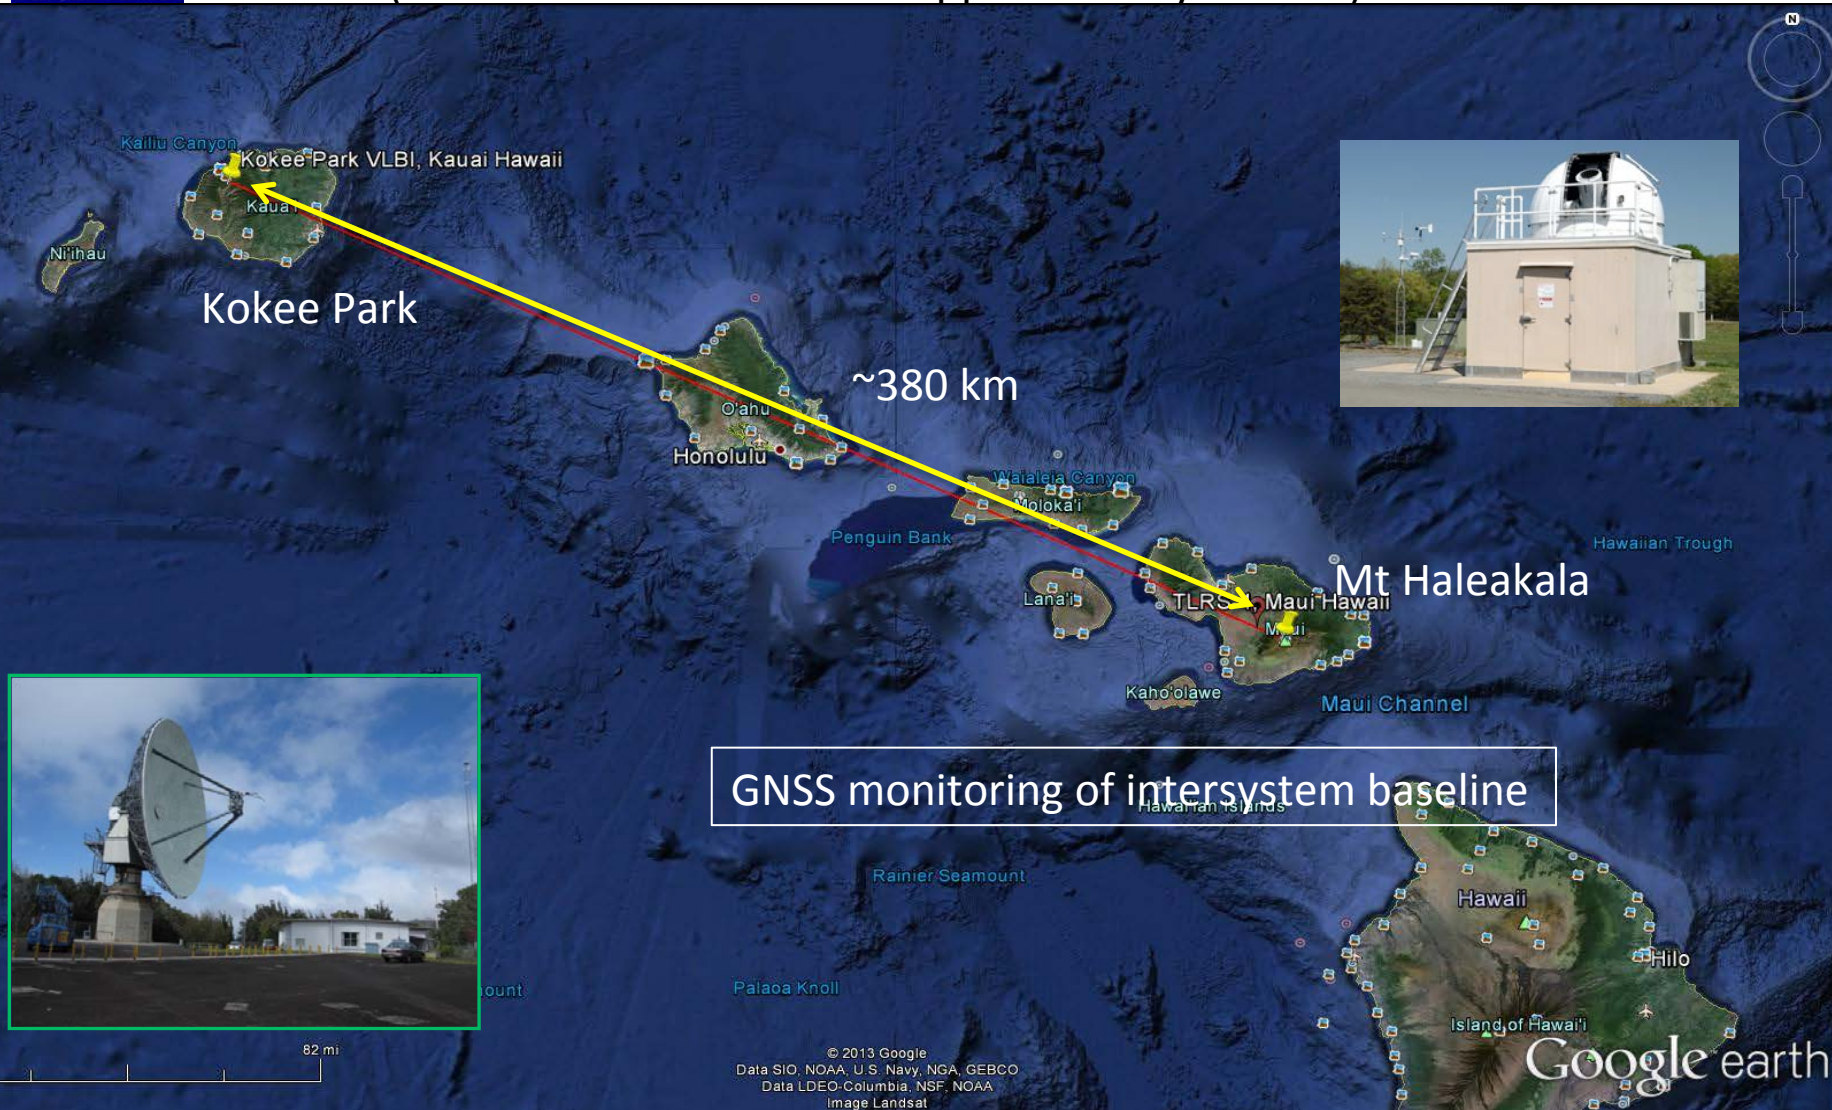 N
Kailiu Canyon
Kokee Park VLBI, Kauai Hawaii
Ni'ihau
Kokee Park
~380 km
O'ahu
Honolulu
Waialeia Canyon
Moloka'i
Penguin Bank
Hawaiian Trough
Mt Haleakala
Lana'i
TLRS
Maui Hawaii
Kaho'olawe
Maui Channel
GNSS monitoring of intersystem baseline
Hawaiian Islands
Rainier Seamount
Hawaii
Hilo
Palaoa Knoll
Island of Hawai'i
82 mi
© 2013 Google
Data SIO, NOAA, U.S. Navy, NGA, GEBCO
Data LDEO-Columbia, NSF, NOAA
Image Landsat
Google earth